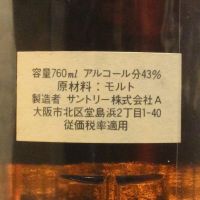 容量760ml アルコール分43%
原材料:モルト
製造者 サントリー株式会社A
大阪市北区堂島浜2丁目1-40
従価税率適用